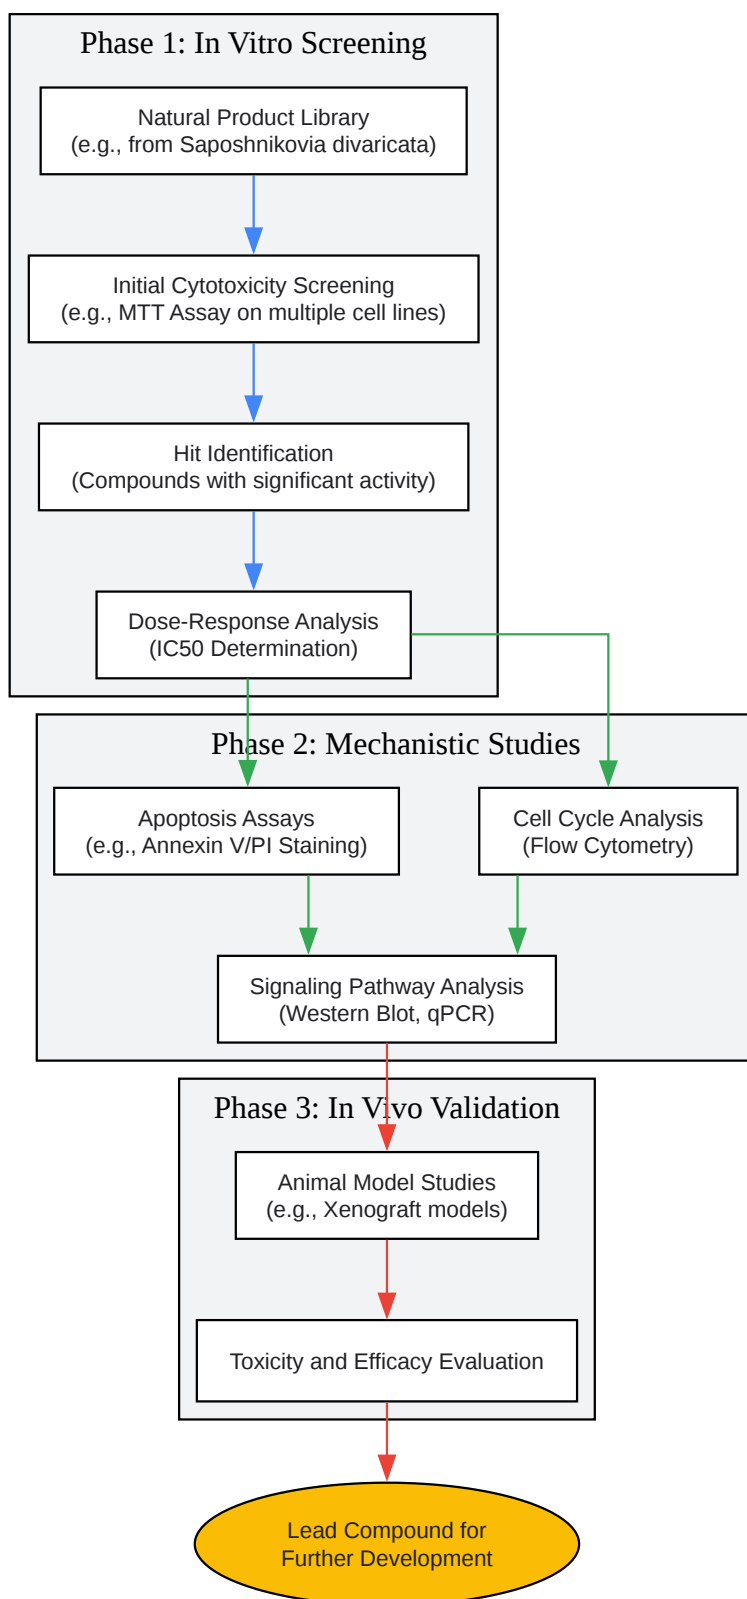 Phase 1: In Vitro Screening
Natural Product Library
(e.g., from Saposhnikovia divaricata)
Initial Cytotoxicity Screening
(e.g., MTT Assay on multiple cell lines)
Hit Identification
(Compounds with significant activity)
Dose-Response Analysis
(IC50 Determination)
Phase 2: Mechanistic Studies
Apoptosis Assays
(e.g., Annexin V/PI Staining)
Cell Cycle Analysis
(Flow Cytometry)
Signaling Pathway Analysis
(Western Blot, qPCR)
Phase 3: In Vivo Validation
Animal Model Studies
(e.g., Xenograft models)
Toxicity and Efficacy Evaluation
Lead Compound for
Further Development